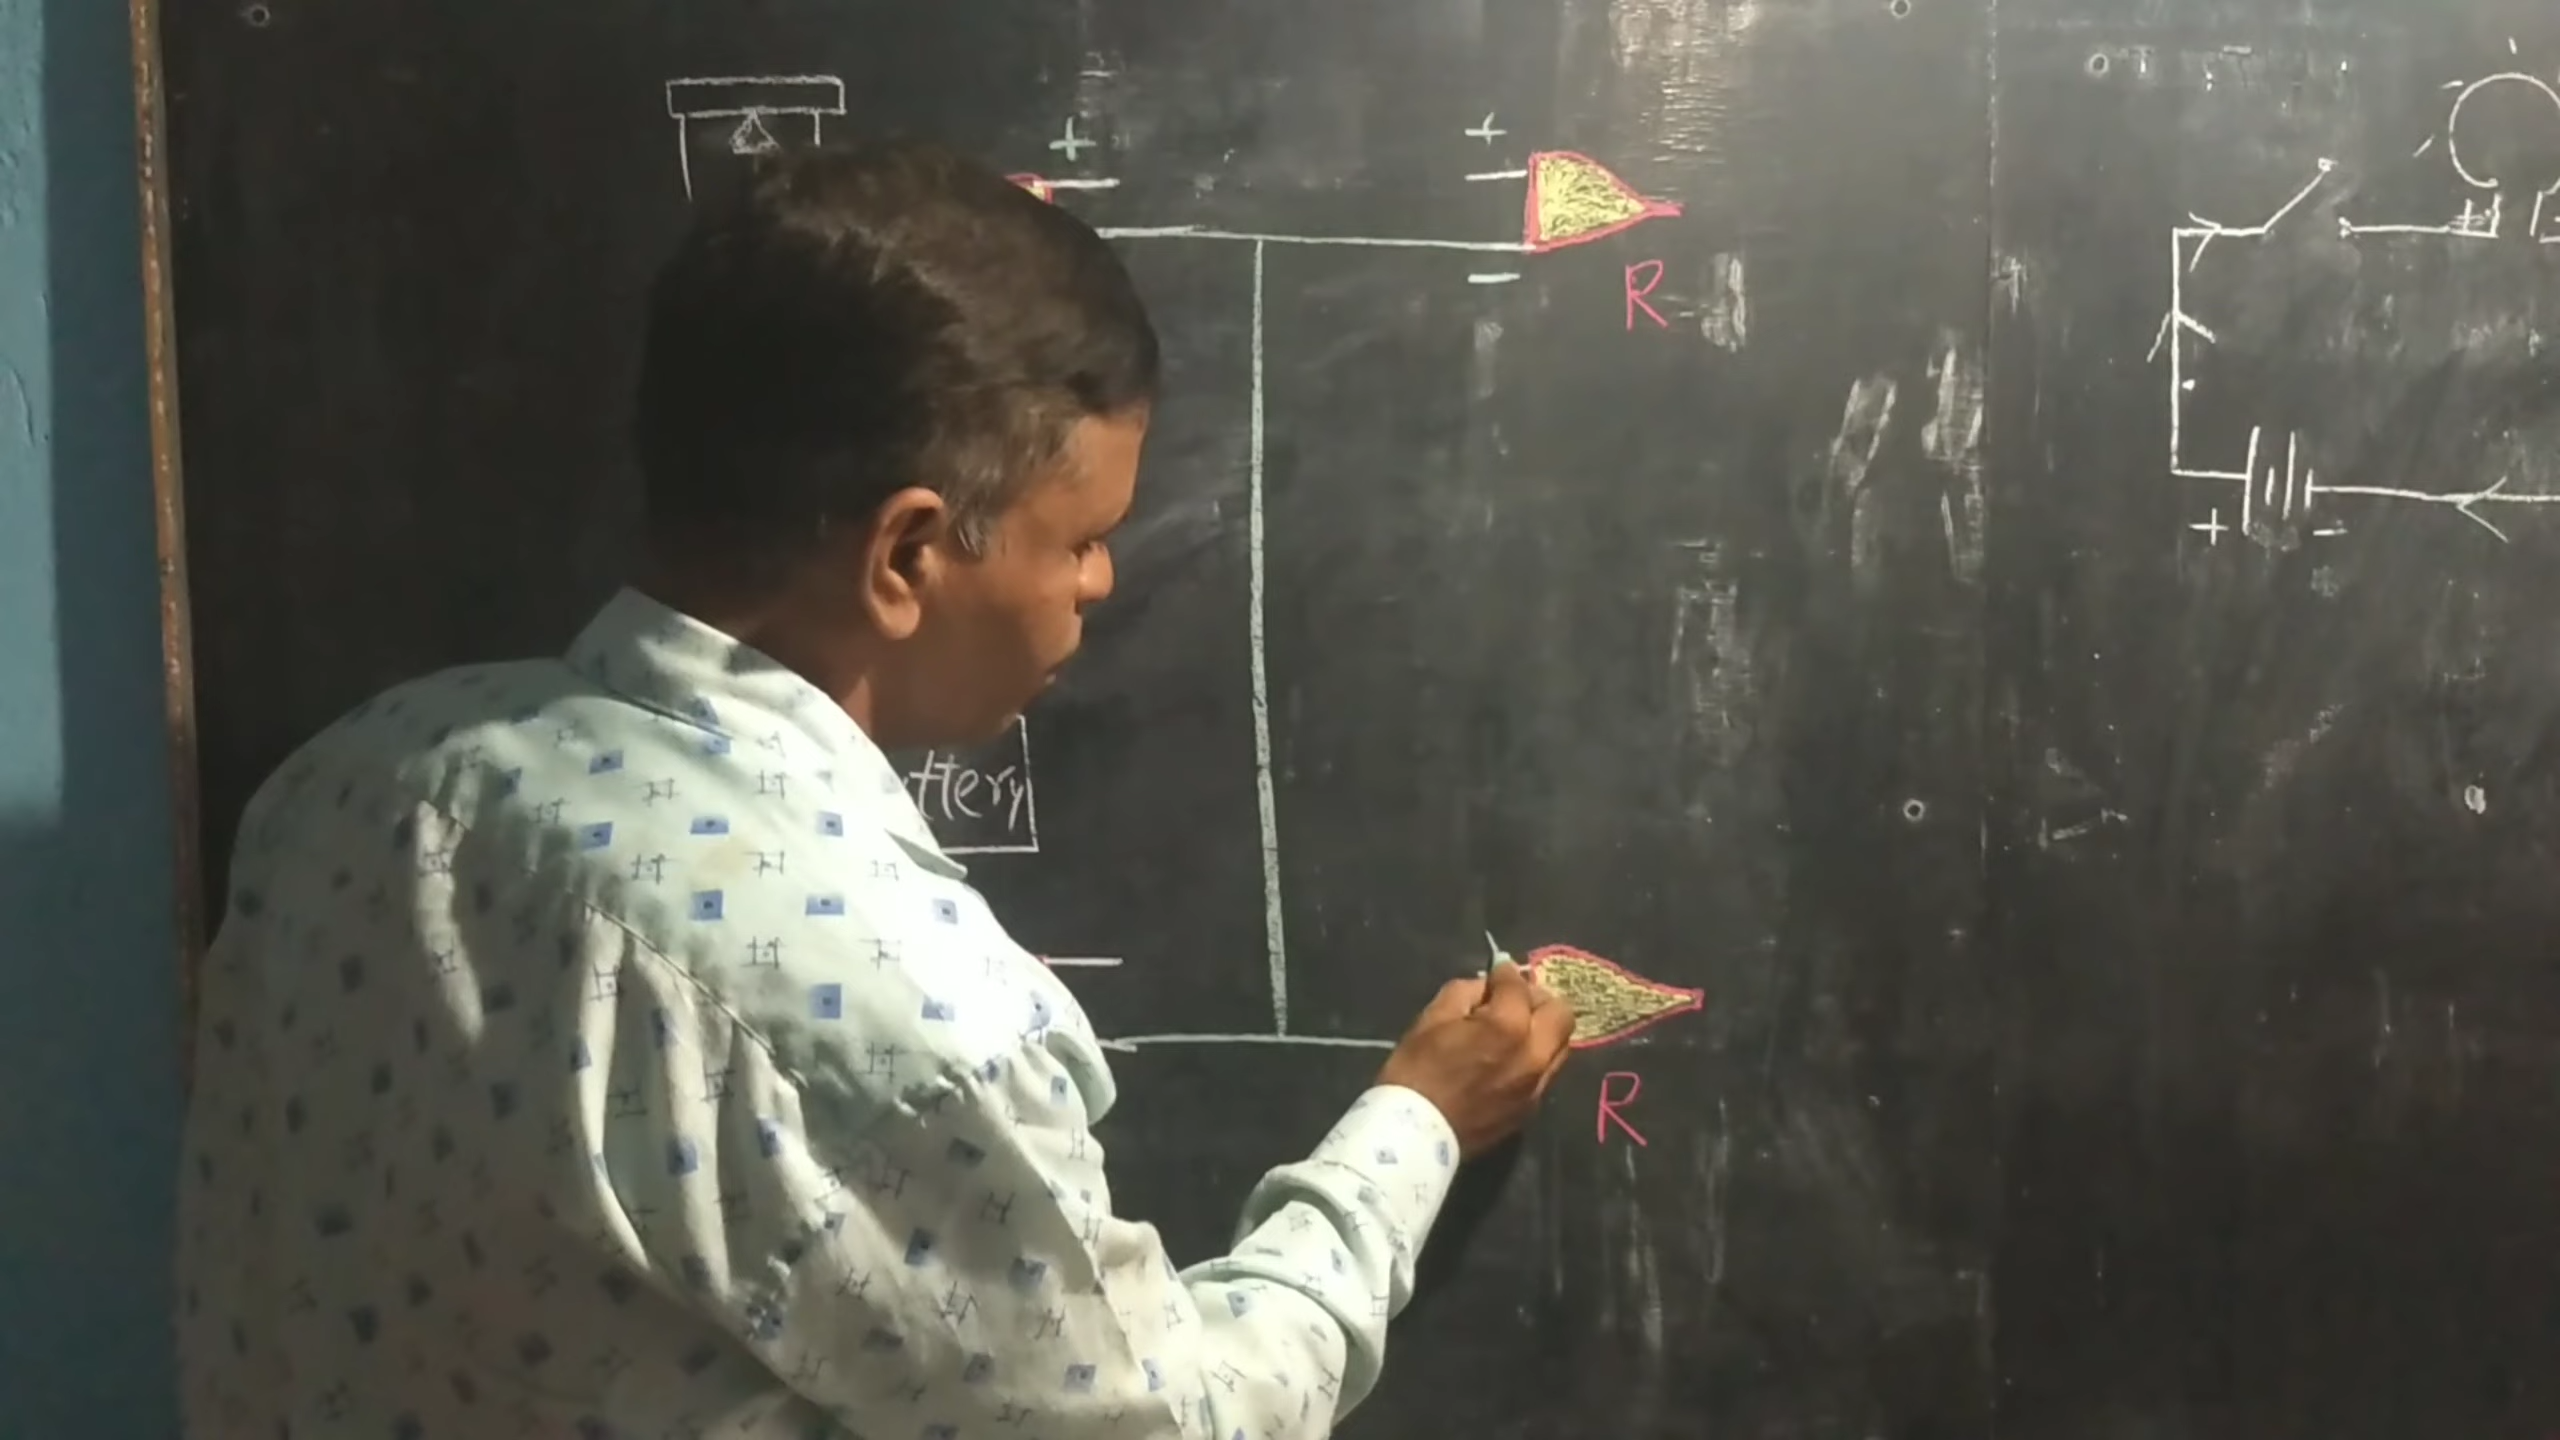 + +
-
R
+ -
ttery
R